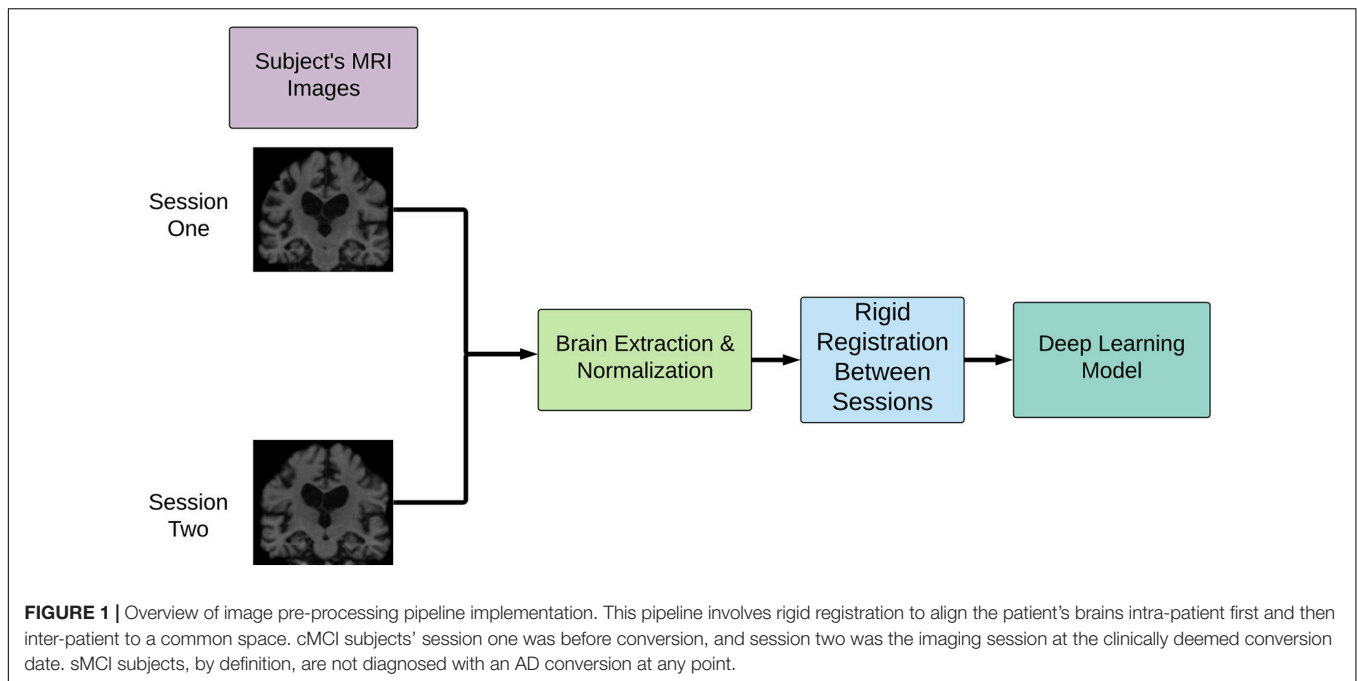 Subject's MRI
Images
Session
One
Brain Extraction &
Normalization
Rigid
Registration
Between
Sessions
Deep Learning
Model
Session
Two
FIGURE 1 | Overview of image pre-processing pipeline implementation. This pipeline involves rigid registration to align the patient's brains intra-patient first and then
inter-patient to a common space. cMCI subjects' session one was before conversion, and session two was the imaging session at the clinically deemed conversion
date. sMCI subjects, by definition, are not diagnosed with an AD conversion at any point.